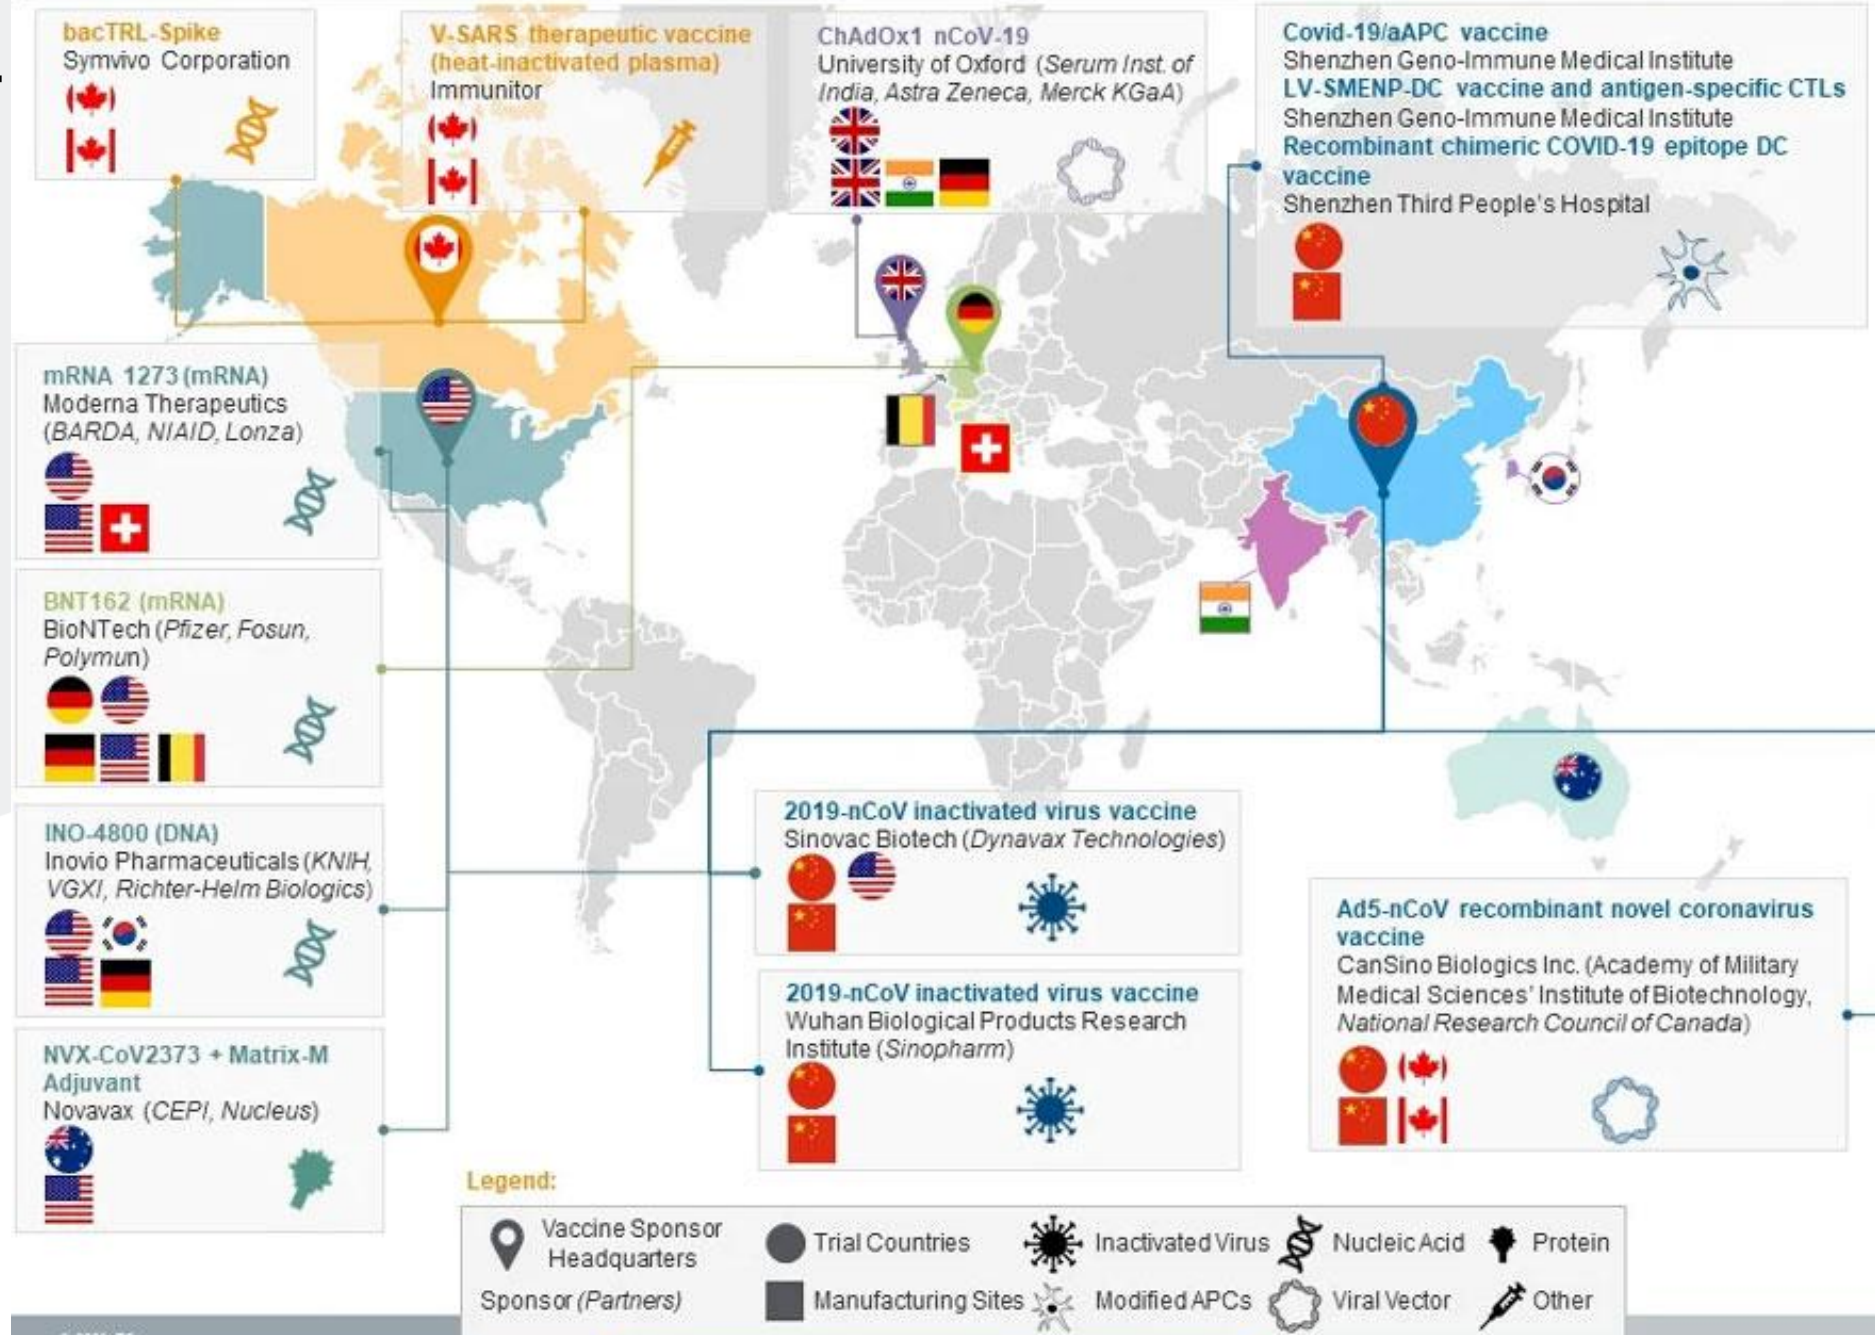 bacTRL-Spike
Symvivo Corporation
V-SARS therapeutic vaccine
(heat-inactivated plasma)
Immunitor
ChAdOx1 nCoV-19
University of Oxford (Serum Inst. of
India, Astra Zeneca, Merck KGaA)
Covid-19/aAPC vaccine
Shenzhen Geno-Immune Medical Institute
LV-SMENP-DC vaccine and antigen-specific CTLs
Shenzhen Geno-Immune Medical Institute
Recombinant chimeric COVID-19 epitope DC
vaccine
Shenzhen Third People's Hospital
mRNA 1273 (mRNA)
Moderna Therapeutics
(BARDA, NIAID, Lonza)
BNT162 (mRNA)
BioNTech (Pfizer, Fosun,
Polymun)
INO-4800 (DNA)
Inovio Pharmaceuticals (KNIH,
VGXI, Richter-Helm Biologics)
NVX-CoV2373 + Matrix-M
Adjuvant
Novavax (CEPI, Nucleus)
2019-nCoV inactivated virus vaccine
Sinovac Biotech (Dynavax Technologies)
2019-nCoV inactivated virus vaccine
Wuhan Biological Products Research
Institute (Sinopharm)
Ad5-nCoV recombinant novel coronavirus
vaccine
CanSino Biologics Inc. (Academy of Military
Medical Sciences' Institute of Biotechnology,
National Research Council of Canada)
Legend:
Vaccine Sponsor
Headquarters
Trial Countries
Inactivated Virus
Nucleic Acid
Protein
Sponsor (Partners)
Manufacturing Sites
Modified APCs
Viral Vector
Other